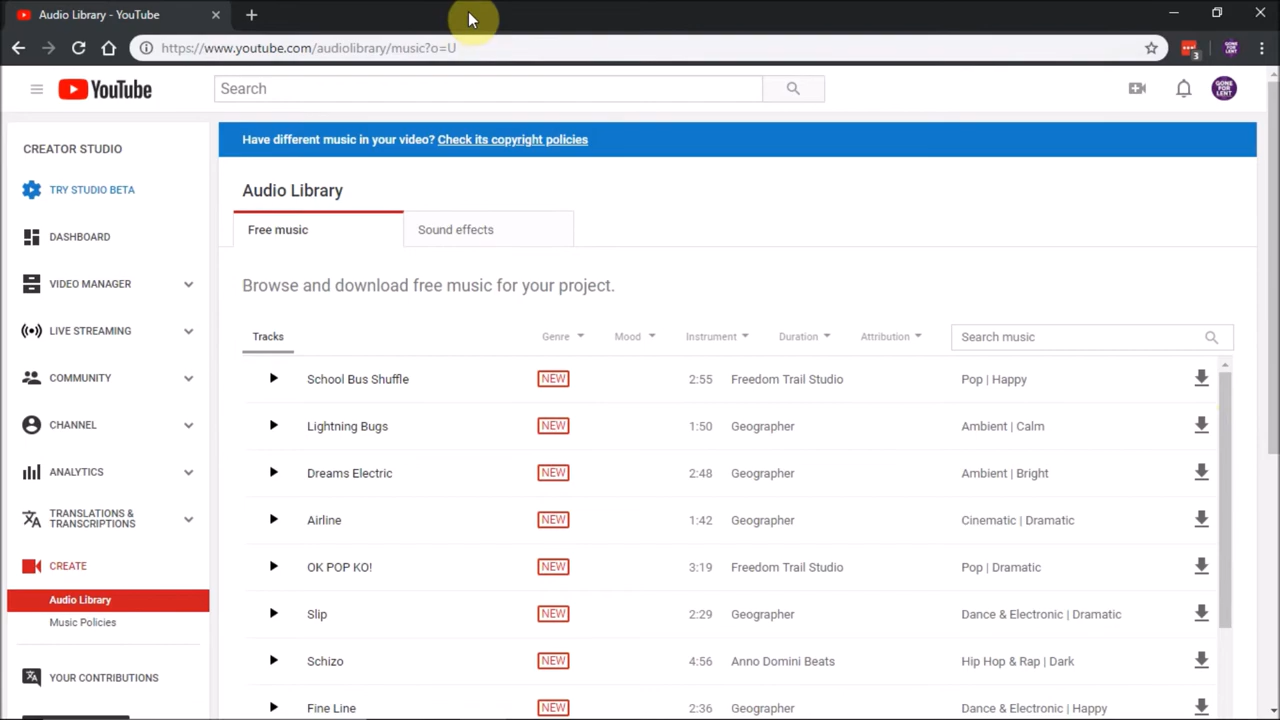 Audio Library - YouTube
https://www.youtube.com/audiolibrary/music?o=U
3
GONE FOR LENT
YouTube
Search
GONE
FOR
LENT
CREATOR STUDIO
TRY STUDIO BETA
DASHBOARD
VIDEO MANAGER
LIVE STREAMING
COMMUNITY
CHANNEL
ANALYTICS
TRANSLATIONS &
TRANSCRIPTIONS
CREATE
Audio Library
Music Policies
YOUR CONTRIBUTIONS
Have different music in your video? Check its copyright policies
Audio Library
Free music Sound effects
Browse and download free music for your project.
Tracks Genre Mood Instrument Duration Attribution Search music
School Bus Shuffle NEW 2:55 Freedom Trail Studio Pop | Happy
Lightning Bugs NEW 1:50 Geographer Ambient | Calm
Dreams Electric NEW 2:48 Geographer Ambient | Bright
Airline NEW 1:42 Geographer Cinematic | Dramatic
OK POP KO! NEW 3:19 Freedom Trail Studio Pop | Dramatic
Slip NEW 2:29 Geographer Dance & Electronic | Dramatic
Schizo NEW 4:56 Anno Domini Beats Hip Hop & Rap | Dark
Fine Line NEW 2:36 Geographer Dance & Electronic | Happy